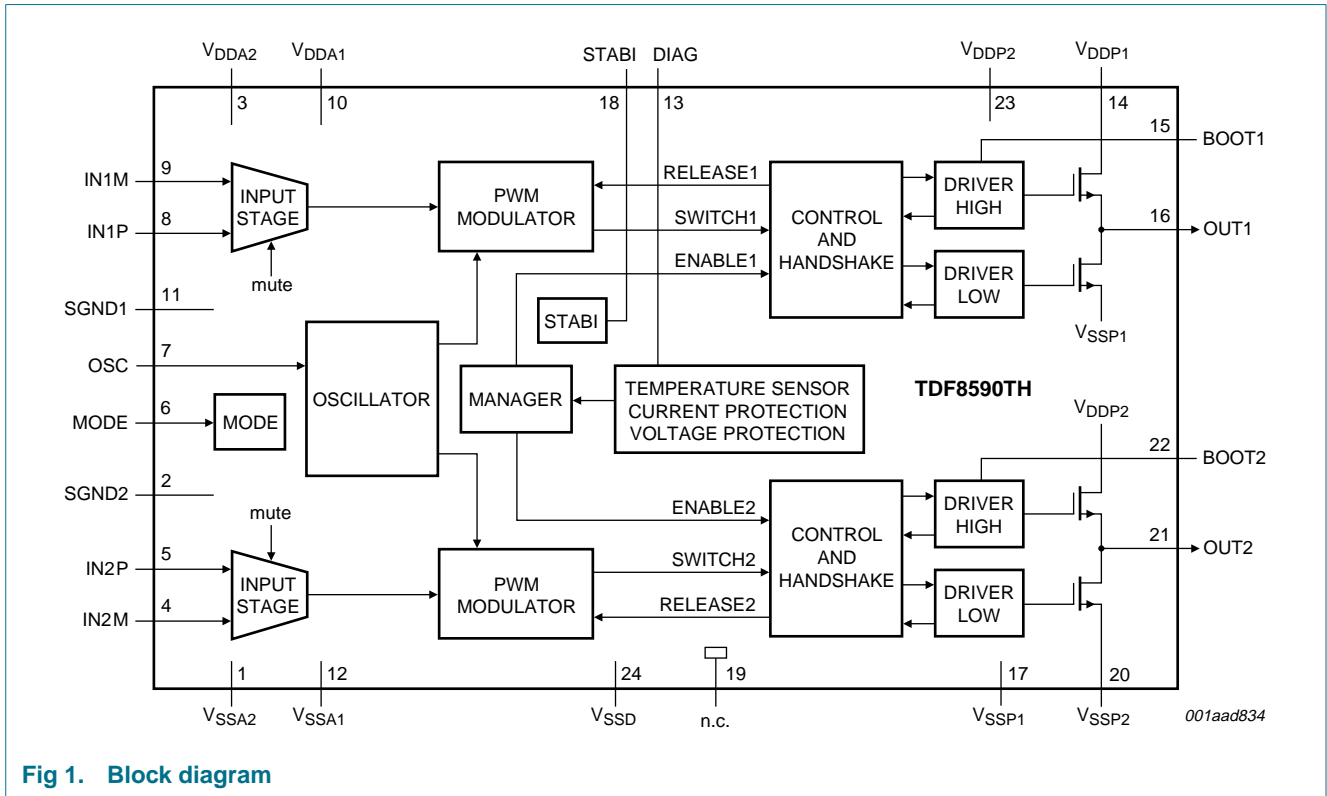 VDDA2
VDDA1
STABI
DIAG
VDDP2
VDDP1
3
10
18
13
23
14
15
BOOT1
IN1M
9
IN1P
8
INPUT
STAGE
mute
PWM
MODULATOR
RELEASE1
SWITCH1
ENABLE1
CONTROL
AND
HANDSHAKE
DRIVER
HIGH
DRIVER
LOW
16
OUT1
VSSP1
SGND1
11
OSC
7
MODE
6
MODE
OSCILLATOR
STABI
MANAGER
TEMPERATURE SENSOR
CURRENT PROTECTION
VOLTAGE PROTECTION
TDF8590TH
VDDP2
22
BOOT2
SGND2
2
mute
IN2P
5
IN2M
4
INPUT
STAGE
PWM
MODULATOR
ENABLE2
SWITCH2
RELEASE2
CONTROL
AND
HANDSHAKE
DRIVER
HIGH
DRIVER
LOW
21
OUT2
1
12
24
19
17
20
VSSA2
VSSA1
VSSD
n.c.
VSSP1
VSSP2
001aad834
Fig 1. Block diagram